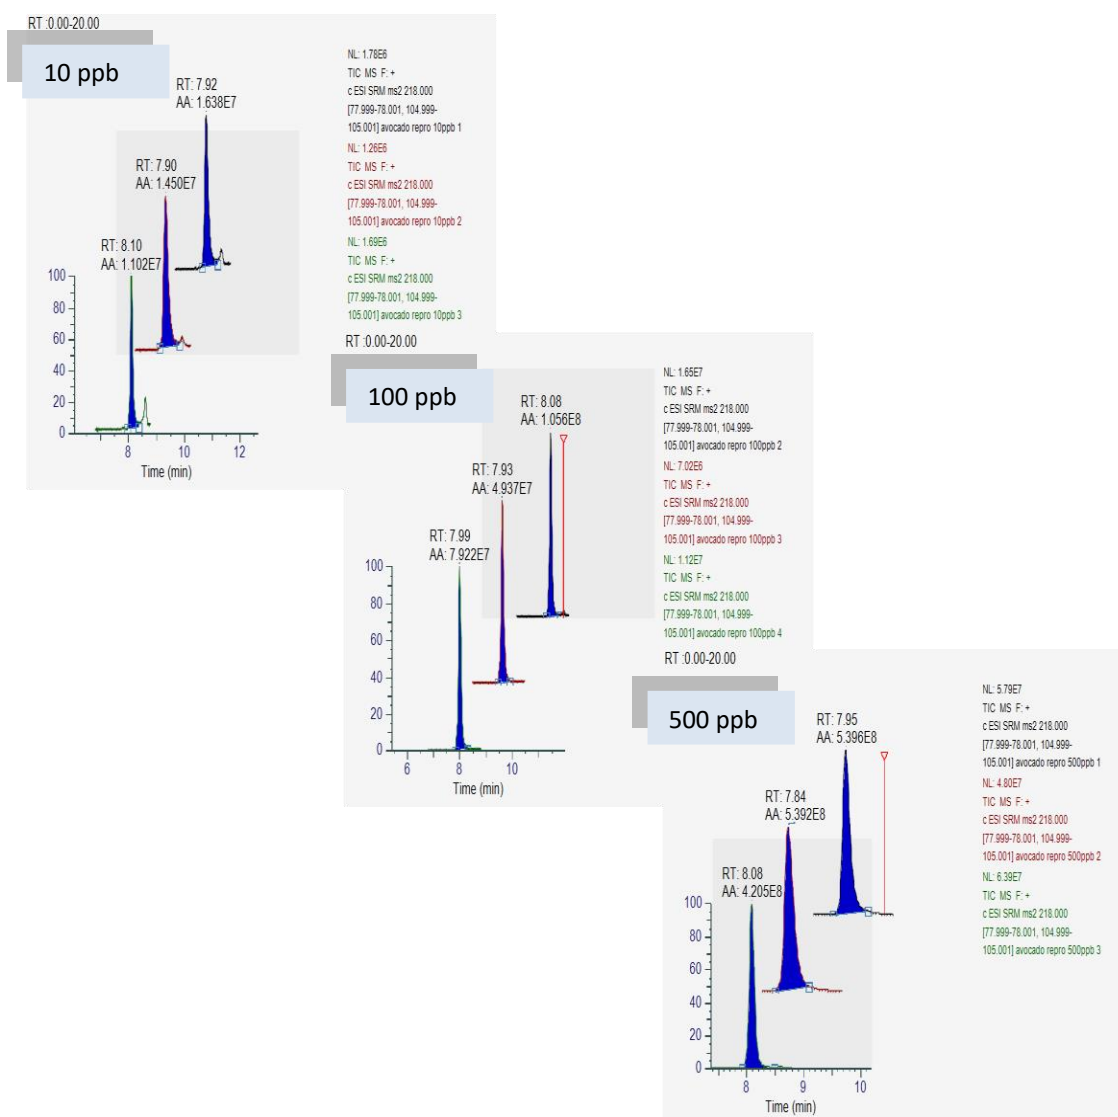 RT :0.00-20.00
10 ppb
RT: 7.92
AA: 1.638E7
RT: 7.90
AA: 1.450E7
RT: 8.10
AA: 1.102E7
100
80
60
40
20
0
8 10 12
Time (min)
NL: 1.78E6
TIC MS F: +
c ESI SRM ms2 218.000
[77.999-78.001, 104.999-
105.001] avocado repro 10ppb 1
NL: 1.26E6
TIC MS F: +
c ESI SRM ms2 218.000
[77.999-78.001, 104.999-
105.001] avocado repro 10ppb 2
NL: 1.69E6
TIC MS F: +
c ESI SRM ms2 218.000
[77.999-78.001, 104.999-
105.001] avocado repro 10ppb 3
RT :0.00-20.00
100 ppb
RT: 8.08
AA: 1.056E8
RT: 7.93
AA: 4.937E7
RT: 7.99
AA: 7.922E7
100
80
60
40
20
0
6 8 10
Time (min)
NL: 1.65E7
TIC MS F: +
c ESI SRM ms2 218.000
[77.999-78.001, 104.999-
105.001] avocado repro 100ppb 2
NL: 7.02E6
TIC MS F: +
c ESI SRM ms2 218.000
[77.999-78.001, 104.999-
105.001] avocado repro 100ppb 3
NL: 1.12E7
TIC MS F: +
c ESI SRM ms2 218.000
[77.999-78.001, 104.999-
105.001] avocado repro 100ppb 4
RT :0.00-20.00
500 ppb
RT: 7.95
AA: 5.396E8
RT: 7.84
AA: 5.392E8
RT: 8.08
AA: 4.205E8
100
80
60
40
20
0
8 9 10
Time (min)
NL: 5.79E7
TIC MS F: +
c ESI SRM ms2 218.000
[77.999-78.001, 104.999-
105.001] avocado repro 500ppb 1
NL: 4.80E7
TIC MS F: +
c ESI SRM ms2 218.000
[77.999-78.001, 104.999-
105.001] avocado repro 500ppb 2
NL: 6.39E7
TIC MS F: +
c ESI SRM ms2 218.000
[77.999-78.001, 104.999-
105.001] avocado repro 500ppb 3